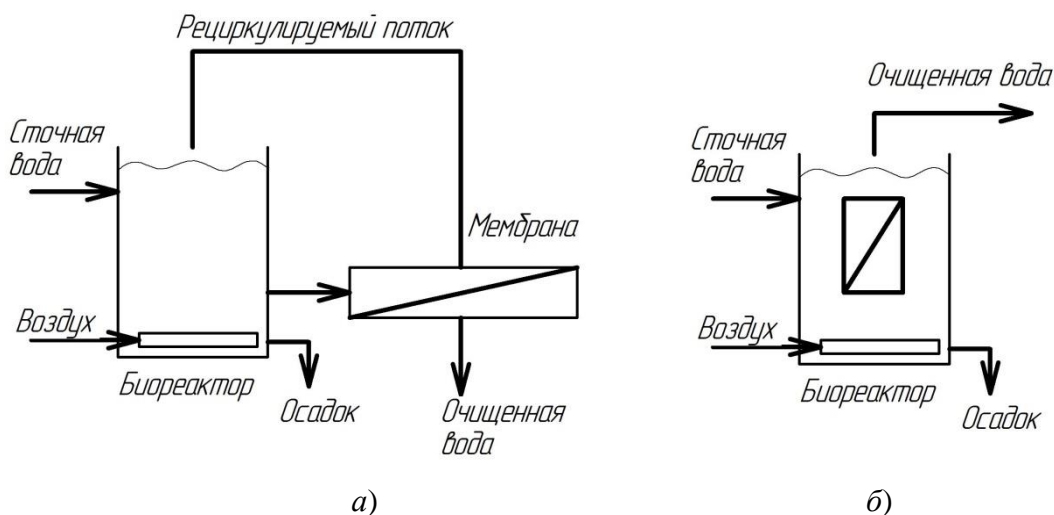 Рециркулируемый поток
Сточная
вода
Мембрана
Воздух
Биореактор
Осадок
Очищенная
вода
а)
Очищенная вода
Сточная
вода
Воздух
Биореактор
Осадок
б)